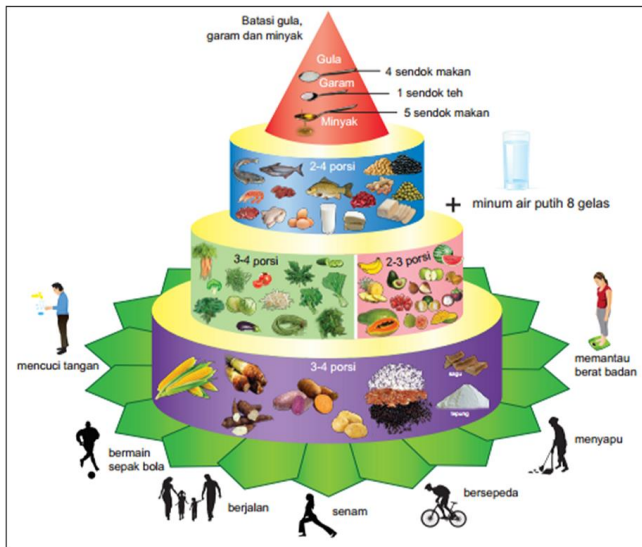 Batasi gula,
garam dan minyak
Gula
4 sendok makan
Garam
1 sendok teh
5 sendok makan
Minyak
2-4 porsi
+ minum air putih 8 gelas
3-4 porsi
2-3 porsi
mencuci tangan
memantau
berat badan
3-4 porsi
sagu
tepung
bermain
sepak bola
berjalan
senam
bersepeda
menyapu